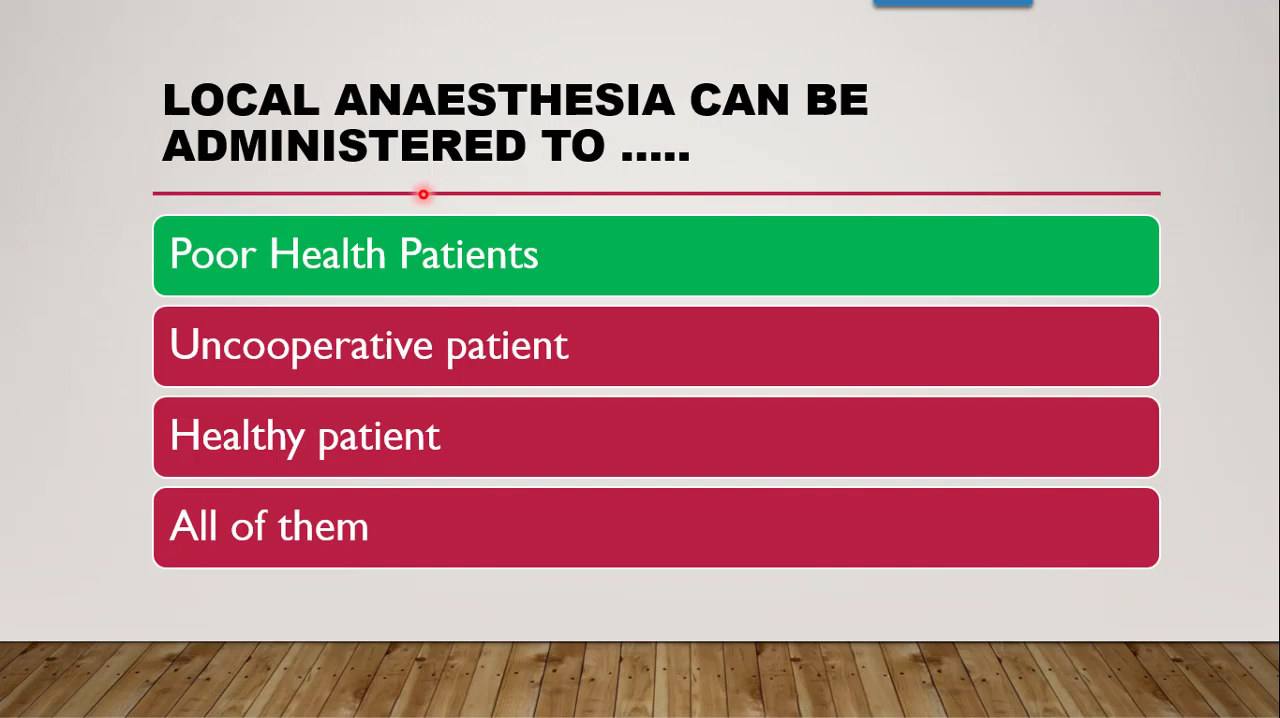 LOCAL ANAESTHESIA CAN BE
ADMINISTERED TO .....
Poor Health Patients
Uncooperative patient
Healthy patient
All of them